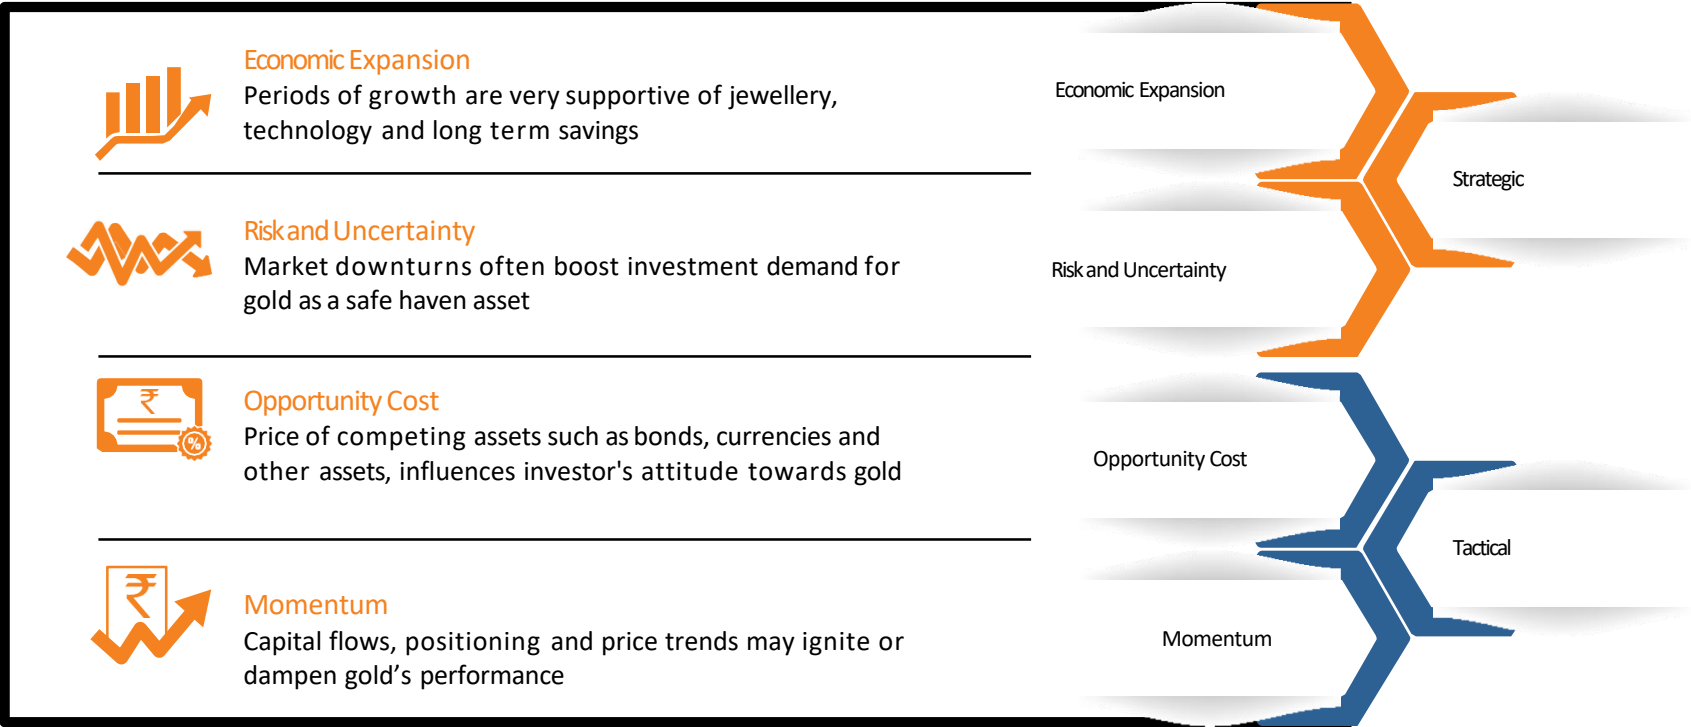 Economic Expansion
Periods of growth are very supportive of jewellery,
technology and long term savings
Risk and Uncertainty
Market downturns often boost investment demand for
gold as a safe haven asset
₹
%
Opportunity Cost
Price of competing assets such as bonds, currencies and
other assets, influences investor's attitude towards gold
₹
Momentum
Capital flows, positioning and price trends may ignite or
dampen gold’s performance
Economic Expansion
Strategic
Risk and Uncertainty
Opportunity Cost
Tactical
Momentum